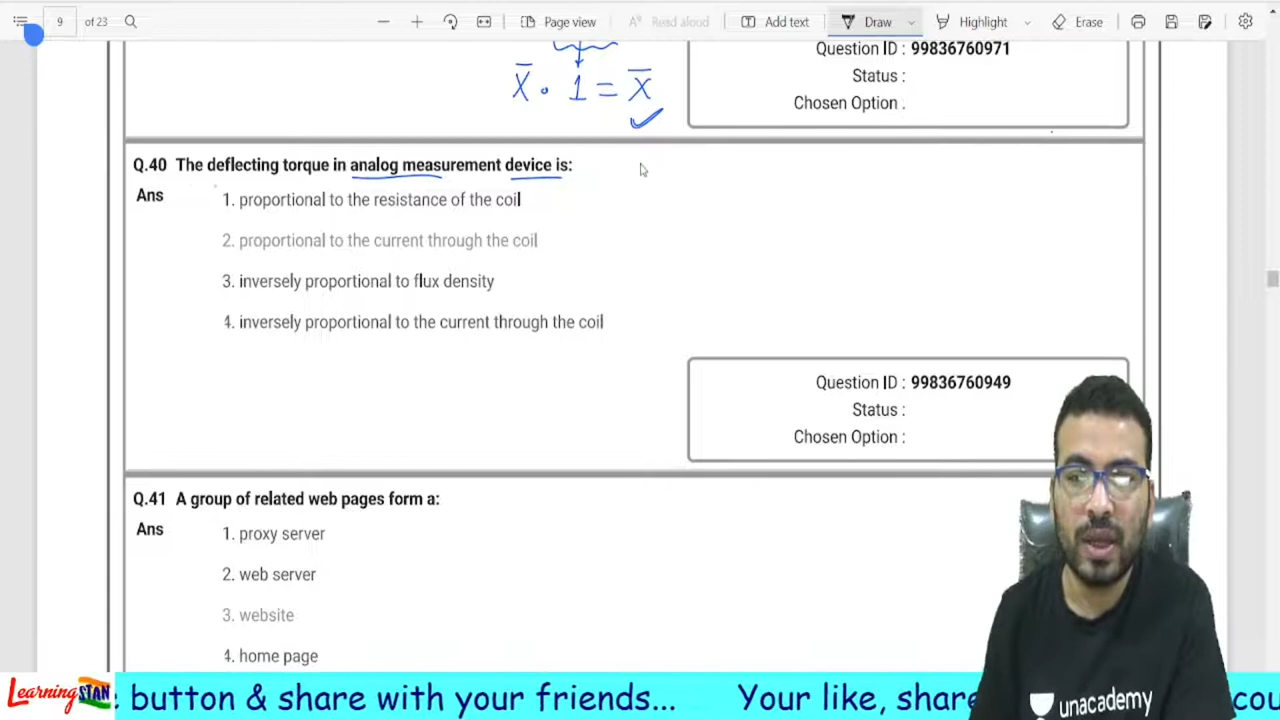 9 of 23 Page view Read aloud Add text Draw Highlight Erase
X̄ · 1 = X̄
Question ID : 99836760971
Status :
Chosen Option :
Q.40 The deflecting torque in analog measurement device is:
Ans 1. proportional to the resistance of the coil
2. proportional to the current through the coil
3. inversely proportional to flux density
4. inversely proportional to the current through the coil
Question ID : 99836760949
Status :
Chosen Option :
Q.41 A group of related web pages form a:
Ans 1. proxy server
2. web server
3. website
4. home page
Learning STAN button & share with your friends... Your like, share
unacademy